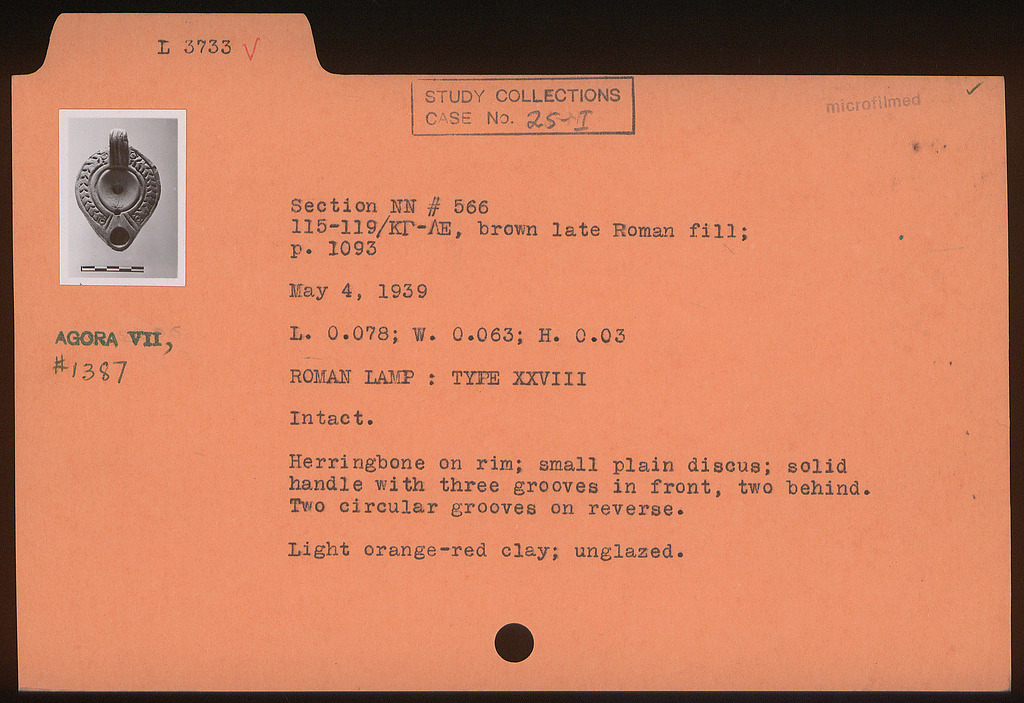 L 3733 √
STUDY COLLECTIONS
CASE No. 25-I
microfilmed ✓
Section NN # 566
115-119/ΚΓ-ΛΕ, brown late Roman fill;
p. 1093
May 4, 1939
L. 0.078; W. 0.063; H. 0.03
AGORA VII,
#1387
ROMAN LAMP : TYPE XXVIII
Intact.
Herringbone on rim; small plain discus; solid
handle with three grooves in front, two behind.
Two circular grooves on reverse.
Light orange-red clay; unglazed.